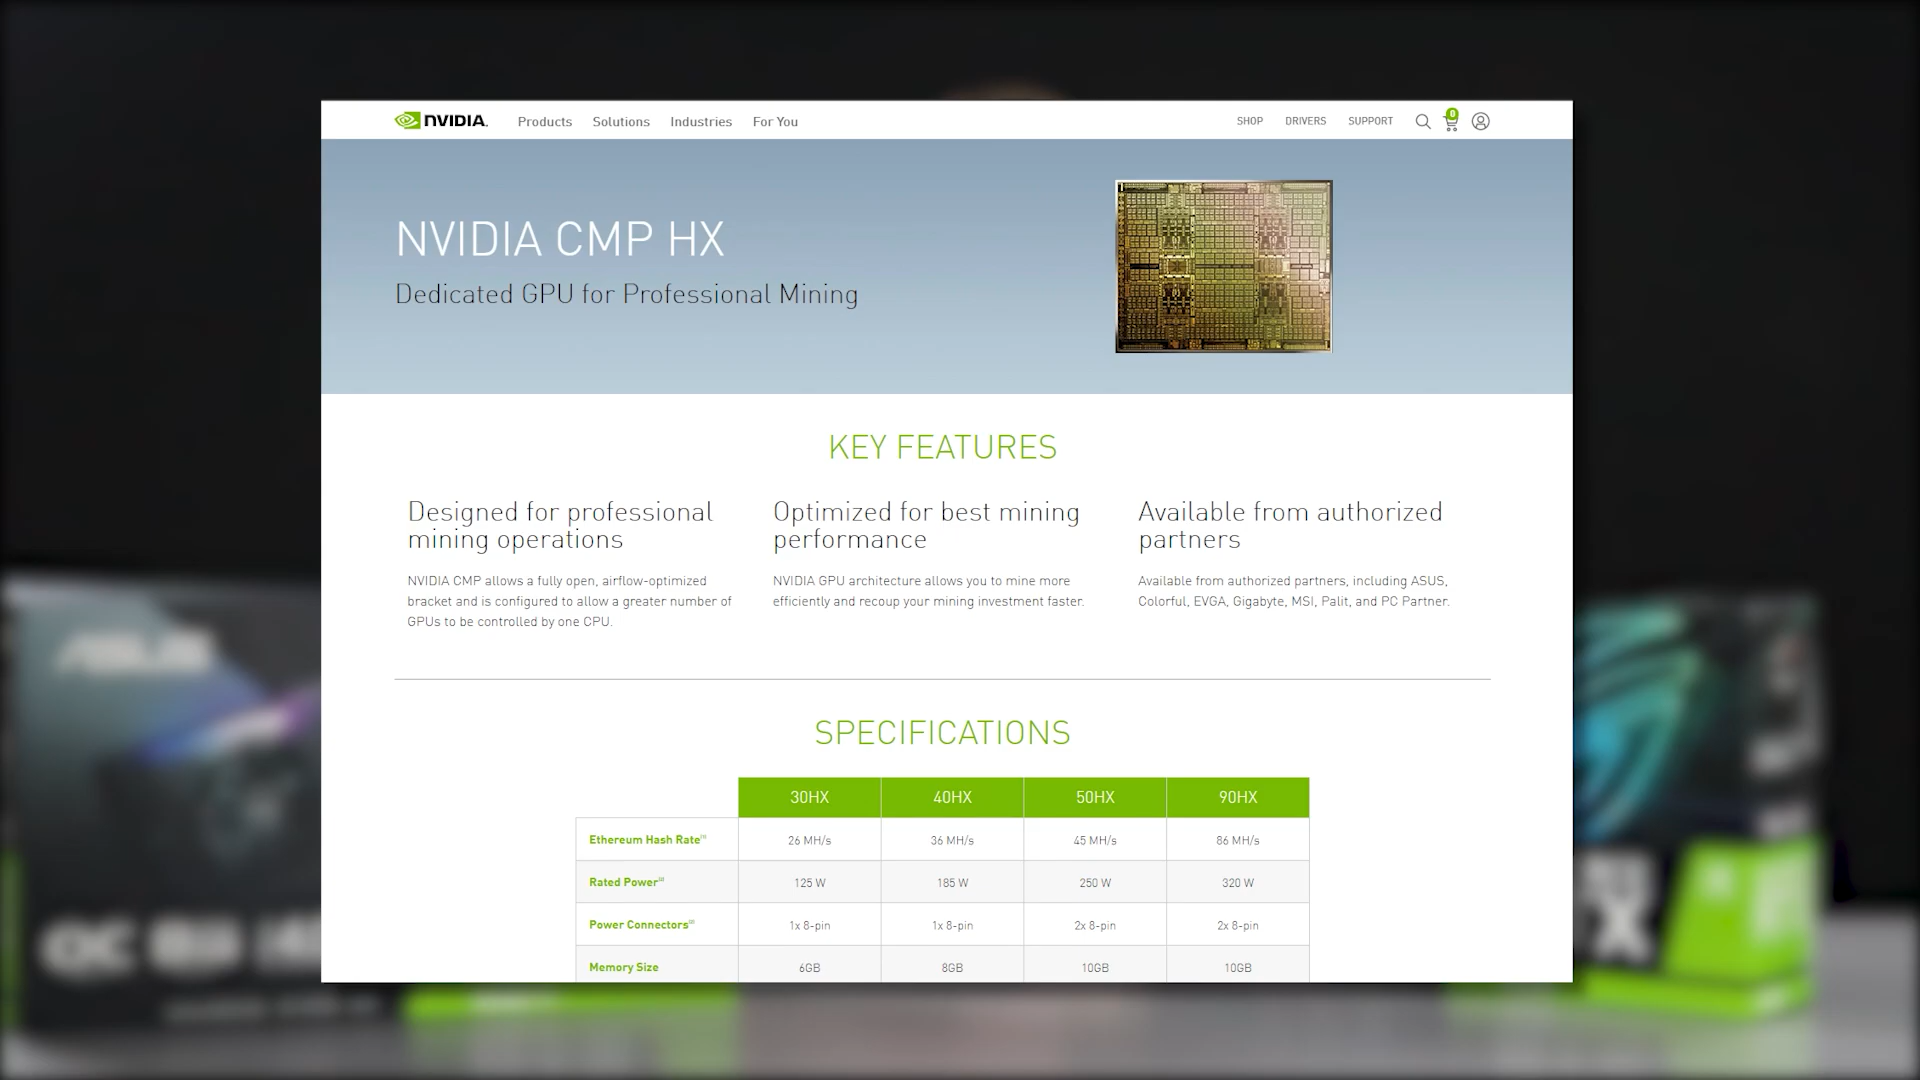 NVIDIA.
Products Solutions Industries For You SHOP DRIVERS SUPPORT 0
NVIDIA CMP HX
Dedicated GPU for Professional Mining
KEY FEATURES
Designed for professional
mining operations
NVIDIA CMP allows a fully open, airflow-optimized
bracket and is configured to allow a greater number of
GPUs to be controlled by one CPU.
Optimized for best mining
performance
NVIDIA GPU architecture allows you to mine more
efficiently and recoup your mining investment faster.
Available from authorized
partners
Available from authorized partners, including ASUS,
Colorful, EVGA, Gigabyte, MSI, Palit, and PC Partner.
SPECIFICATIONS
30HX 40HX 50HX 90HX
Ethereum Hash Rate 26 MH/s 36 MH/s 45 MH/s 86 MH/s
Rated Power 125 W 185 W 250 W 320 W
Power Connectors 1x 8-pin 1x 8-pin 2x 8-pin 2x 8-pin
Memory Size 6GB 8GB 10GB 10GB
ASUS